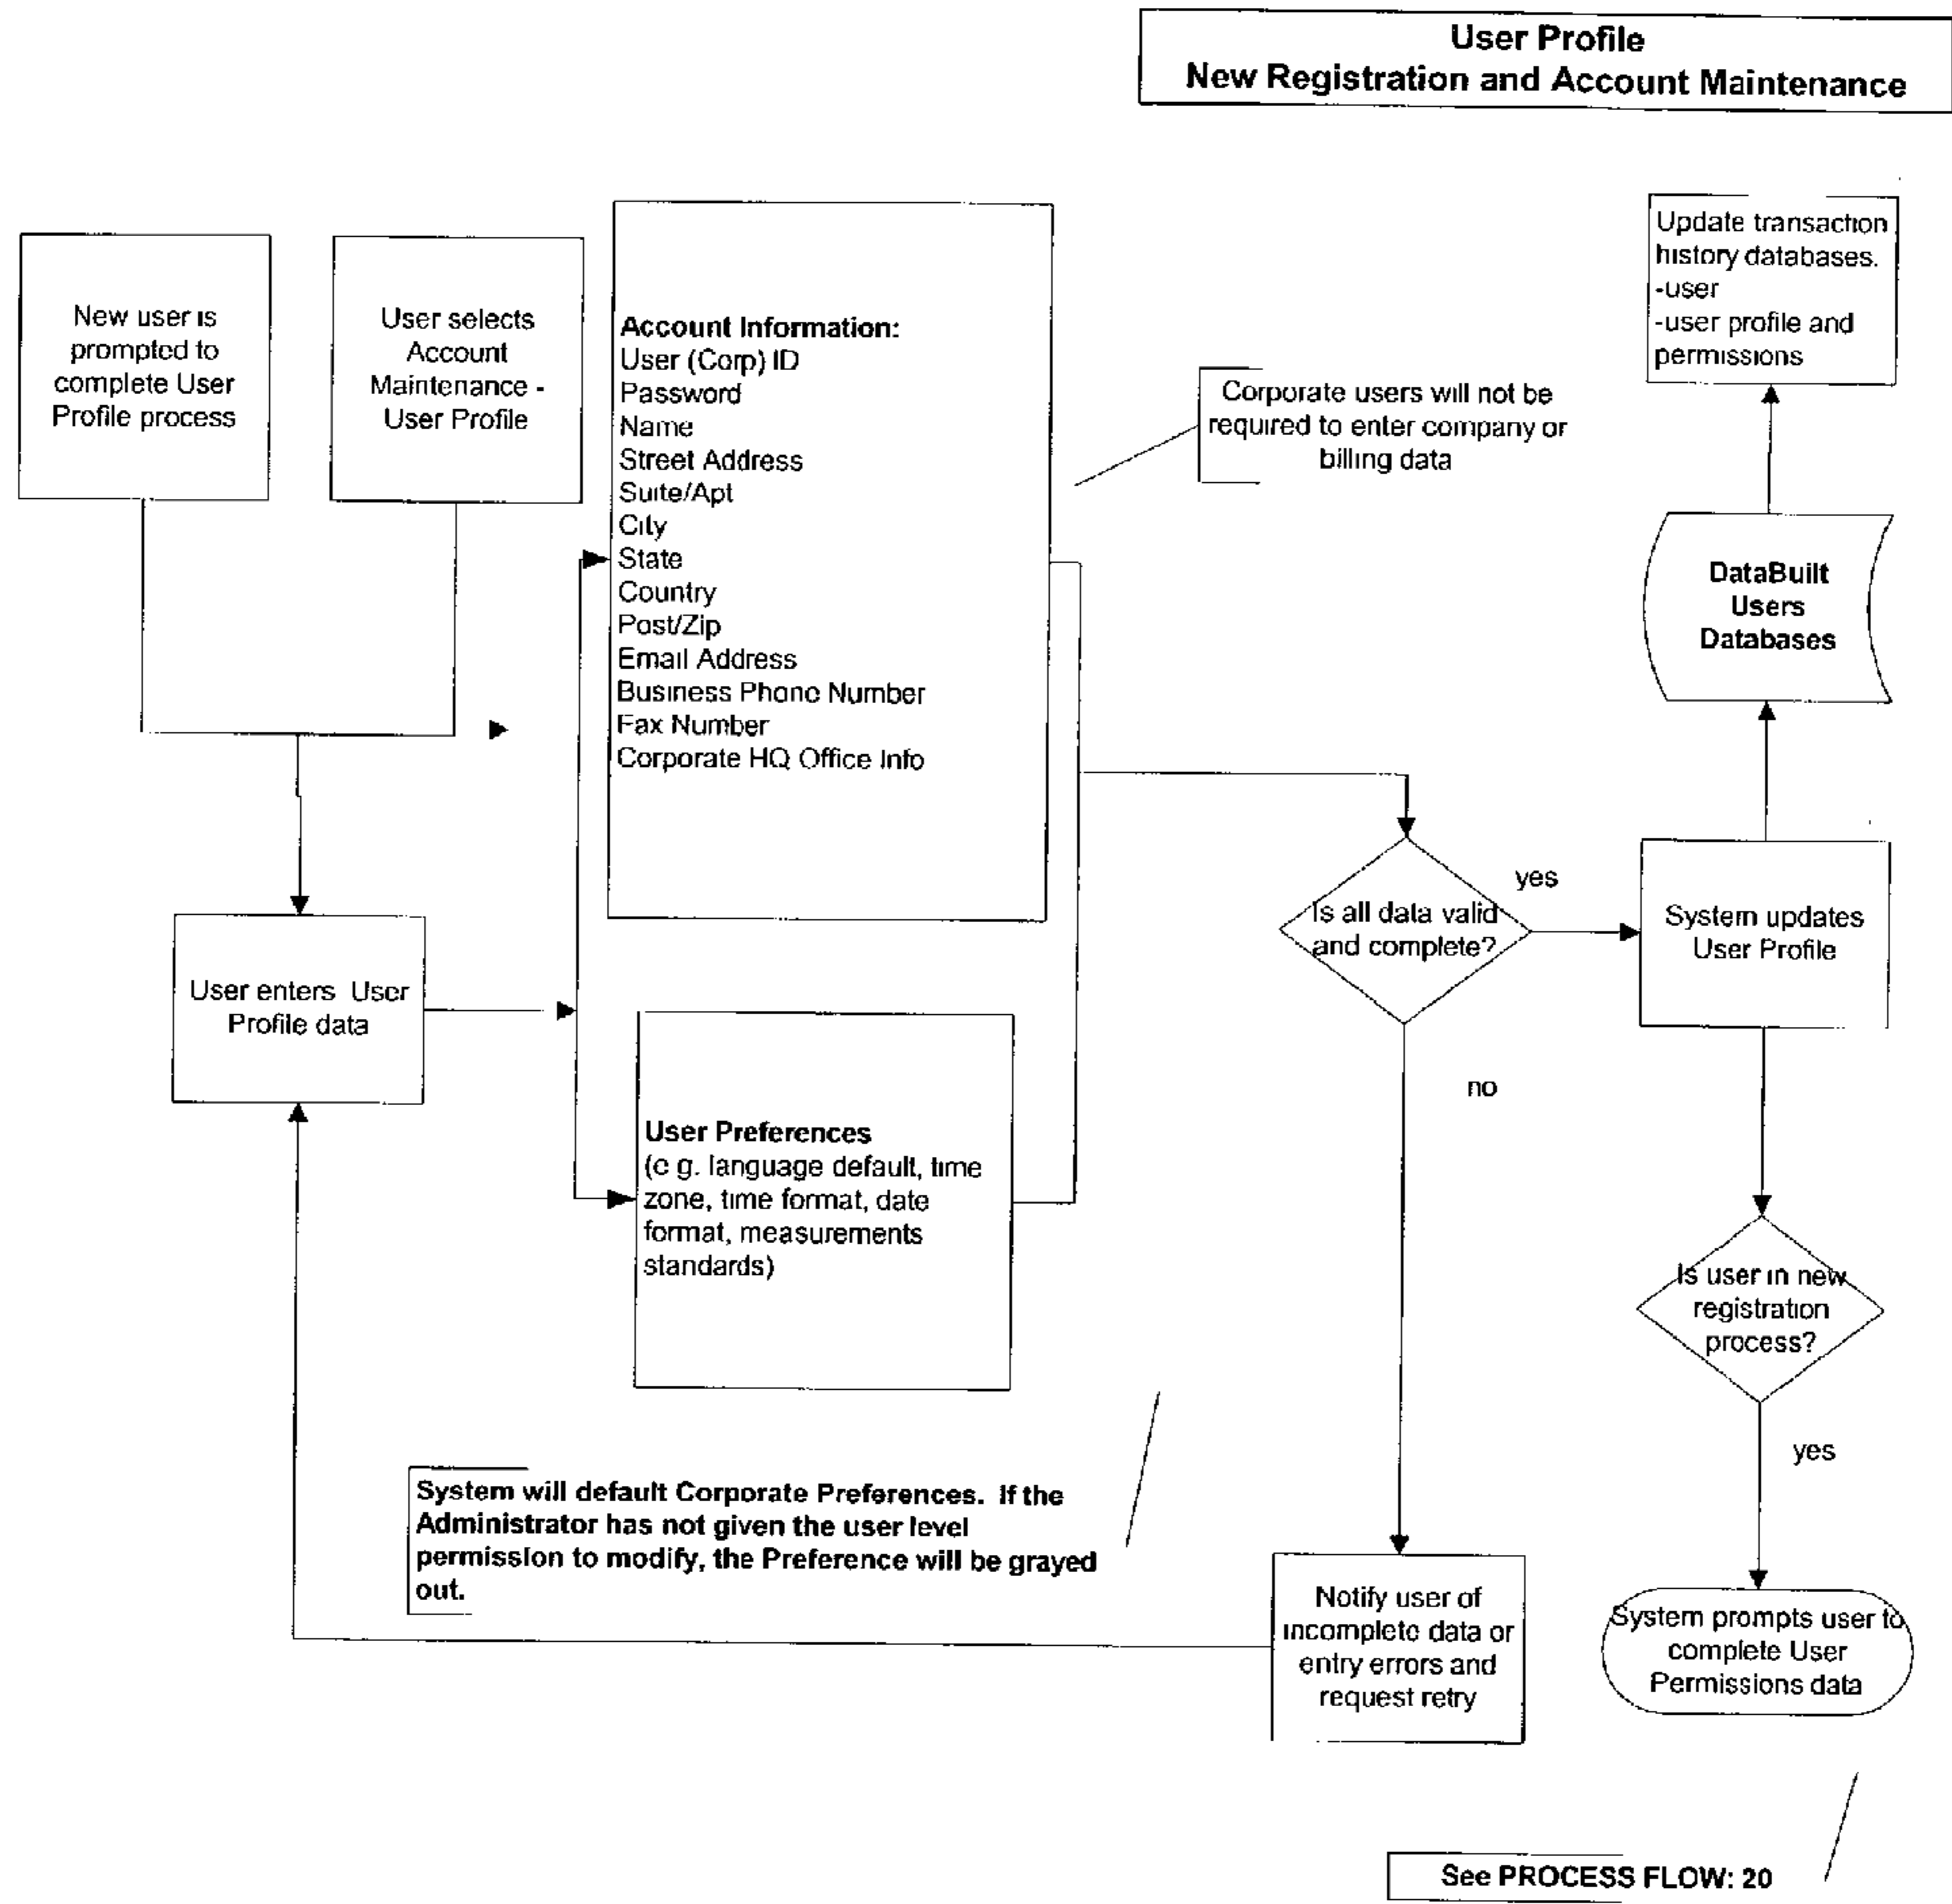 User Profile
New Registration and Account Maintenance
New user is
prompted to
complete User
Profile process
User selects
Account
Maintenance -
User Profile
Account Information:
User (Corp) ID
Password
Name
Street Address
Suite/Apt
City
State
Country
Post/Zip
Email Address
Business Phone Number
Fax Number
Corporate HQ Office Info
Corporate users will not be
required to enter company or
billing data
Update transaction
history databases.
-user
-user profile and
permissions
DataBuilt
Users
Databases
User enters User
Profile data
User Preferences
(e g. language default, time
zone, time format, date
format, measurements
standards)
Is all data valid
and complete?
yes
no
System updates
User Profile
Is user in new
registration
process?
yes
System will default Corporate Preferences. If the
Administrator has not given the user level
permission to modify, the Preference will be grayed
out.
Notify user of
incomplete data or
entry errors and
request retry
System prompts user to
complete User
Permissions data
See PROCESS FLOW: 20